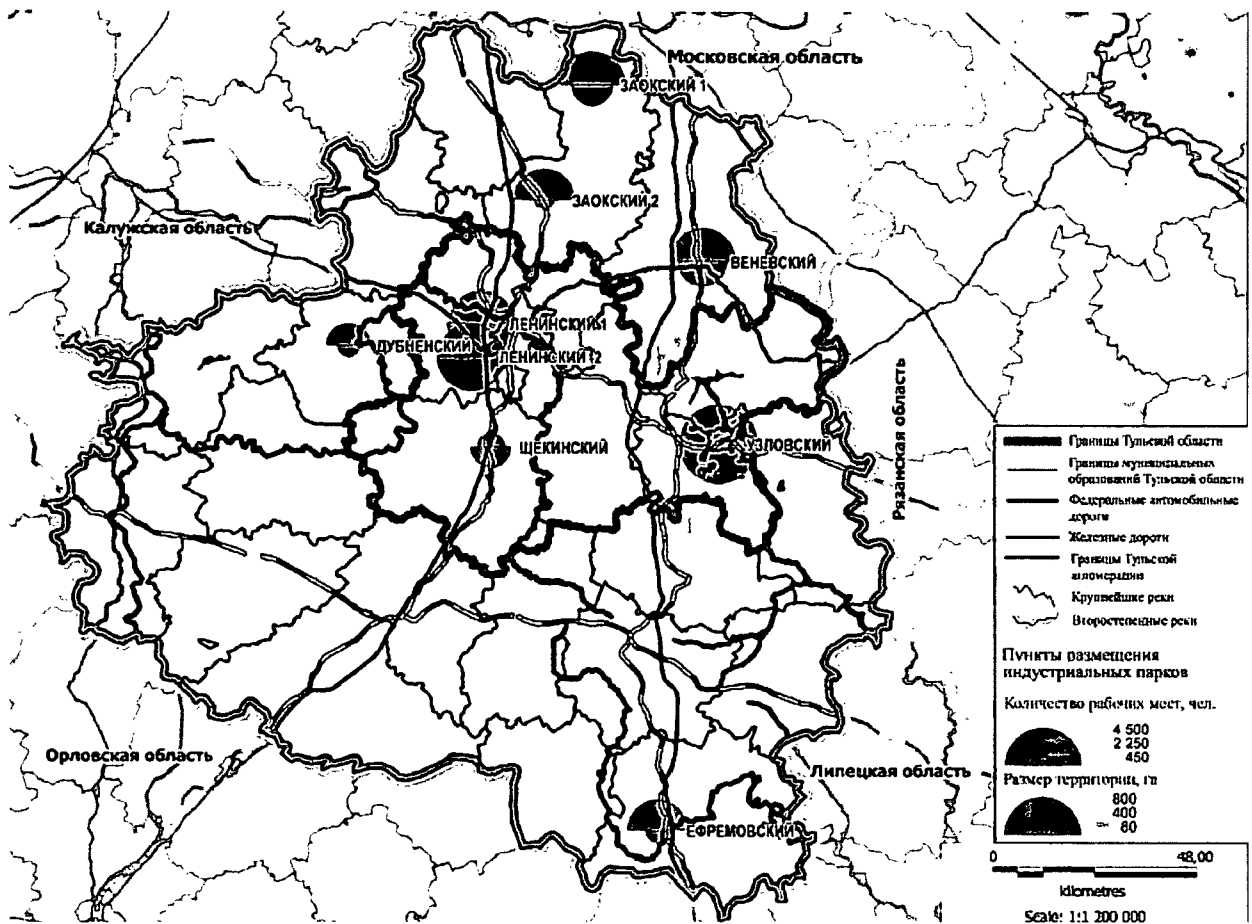 Московская область
ЗАОКСКИЙ 1
ЗАОКСКИЙ 2
Калужская область
ВЕНЕВСКИЙ
ЛЕНИНСКИЙ 1
ДУБНЕНСКИЙ
ЛЕНИНСКИЙ 2
Рязанская область
ЩЕКИНСКИЙ
УЗЛОВСКИЙ
Орловская область
Липецкая область
ЕФРЕМОВСКИЙ
Границы Тульской области
Границы муниципальных
образований Тульской области
Федеральные автомобильные
дороги
Железные дороги
Границы Тульской
агломерации
Крупнейшие реки
Второстепенные реки
Пункты размещения
индустриальных парков
Количество рабочих мест, чел.
4 500
2 250
450
Размер территории, га
800
400
80
0 48,00
kilometres
Scale: 1:1 200 000